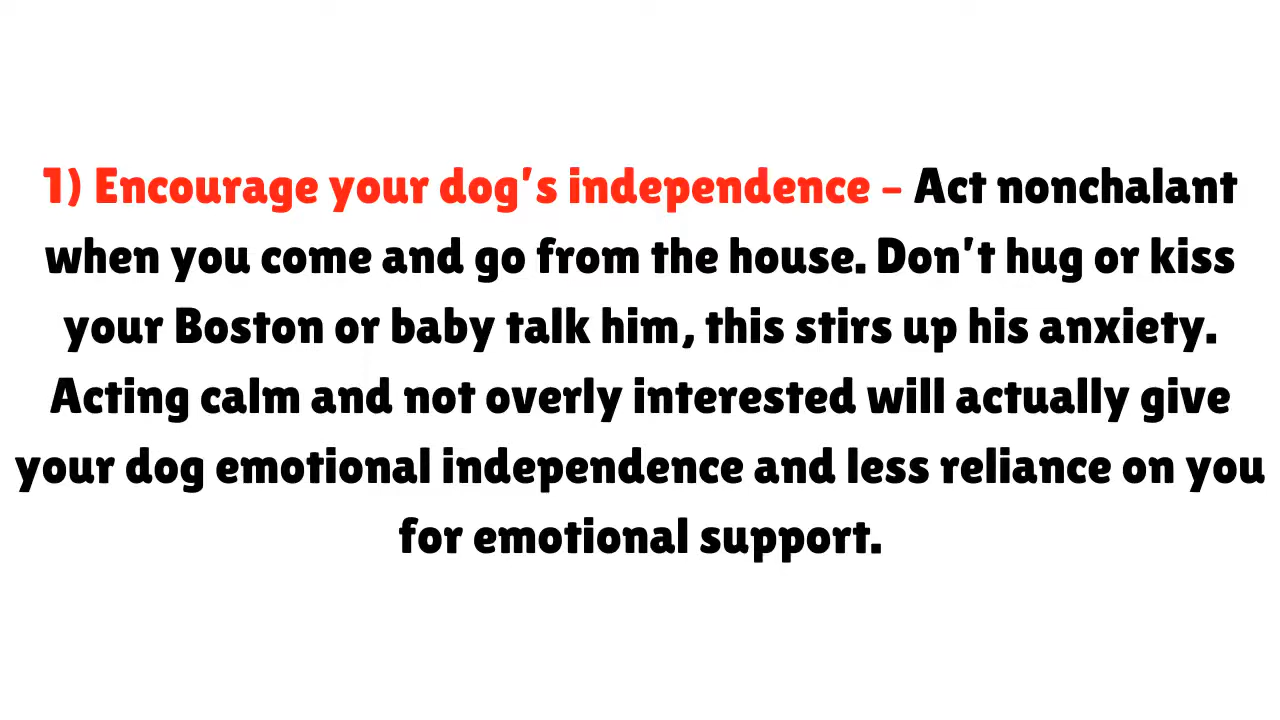 1) Encourage your dog's independence – Act nonchalant
when you come and go from the house. Don't hug or kiss
your Boston or baby talk him, this stirs up his anxiety.
Acting calm and not overly interested will actually give
your dog emotional independence and less reliance on you
for emotional support.